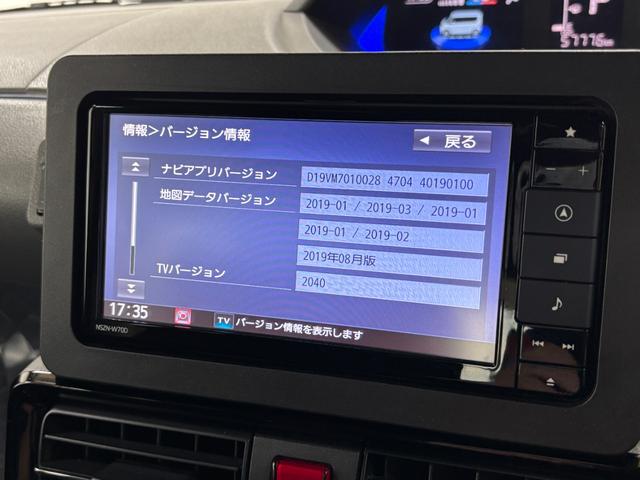 57776
情報>バージョン情報
◀ 戻る
ナビアプリバージョン D19VM7010028 4704 40190100
地図データバージョン 2019-01 / 2019-03 / 2019-01
2019-01 / 2019-02
2019年08月版
TVバージョン 2040
17:35 TV バージョン情報を表示します
NSZN-W70D